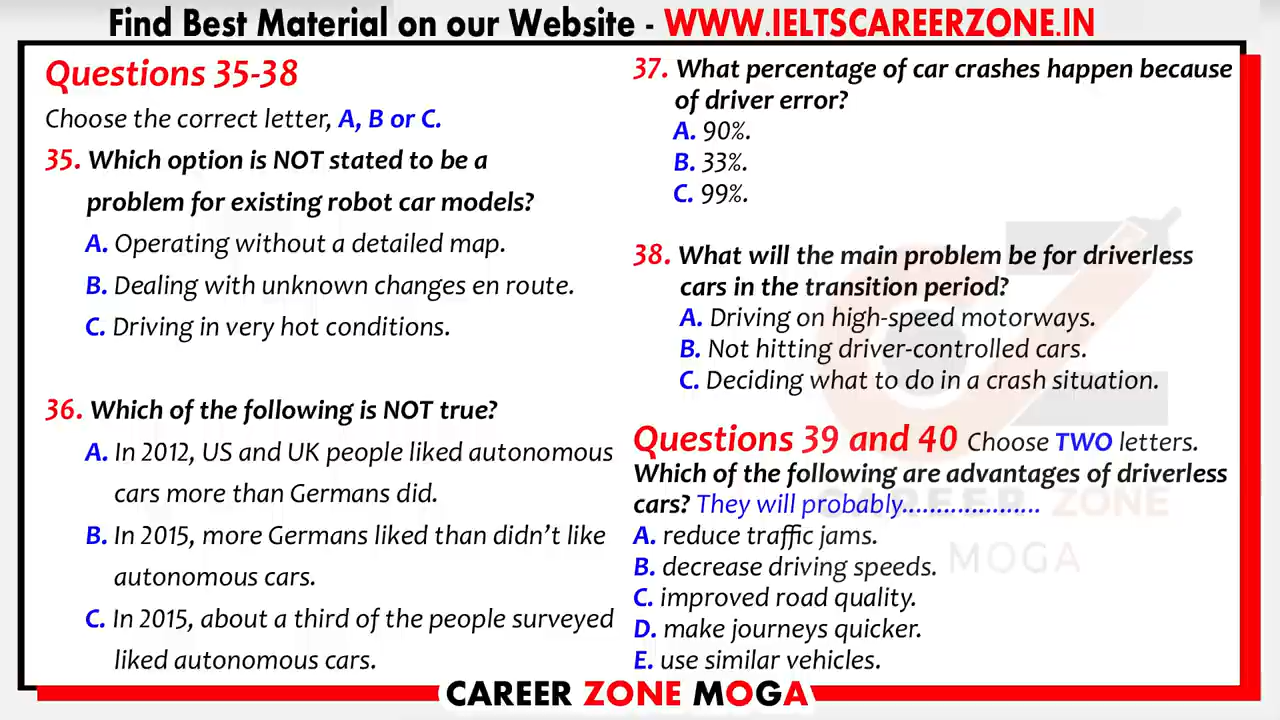 Find Best Material on our Website - WWW.IELTSCAREERZONE.IN
Questions 35-38
Choose the correct letter, A, B or C.
35. Which option is NOT stated to be a
problem for existing robot car models?
A. Operating without a detailed map.
B. Dealing with unknown changes en route.
C. Driving in very hot conditions.
36. Which of the following is NOT true?
A. In 2012, US and UK people liked autonomous
cars more than Germans did.
B. In 2015, more Germans liked than didn't like
autonomous cars.
C. In 2015, about a third of the people surveyed
liked autonomous cars.
37. What percentage of car crashes happen because
of driver error?
A. 90%.
B. 33%.
C. 99%.
38. What will the main problem be for driverless
cars in the transition period?
A. Driving on high-speed motorways.
B. Not hitting driver-controlled cars.
C. Deciding what to do in a crash situation.
Questions 39 and 40 Choose TWO letters.
Which of the following are advantages of driverless
cars? They will probably....................
A. reduce traffic jams.
B. decrease driving speeds.
C. improved road quality.
D. make journeys quicker.
E. use similar vehicles.
CAREER ZONE
MOGA
CAREER ZONE MOGA